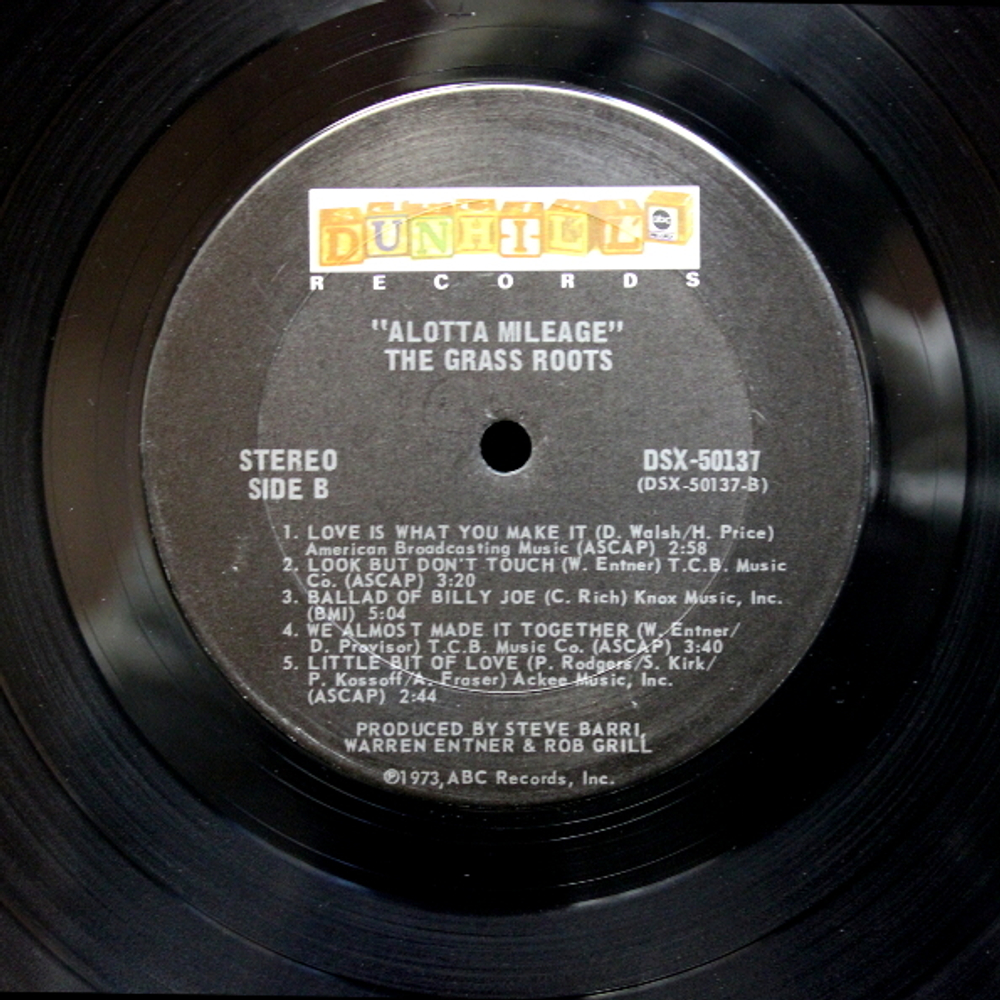 DUNHILL abc
RECORDS
"ALOTTA MILEAGE"
THE GRASS ROOTS
STEREO
SIDE B
DSX-50137
(DSX-50137-B)
1. LOVE IS WHAT YOU MAKE IT (D. Walsh/H. Price)
American Broadcasting Music (ASCAP) 2:58
2. LOOK BUT DON'T TOUCH (W. Entner) T.C.B. Music
Co. (ASCAP) 3:20
3. BALLAD OF BILLY JOE (C. Rich) Knox Music, Inc.
(BMI) 5:04
4. WE ALMOST MADE IT TOGETHER (W. Entner/
D. Provisor) T.C.B. Music Co. (ASCAP) 3:40
5. LITTLE BIT OF LOVE (P. Rodgers/S. Kirk/
P. Kossoff/A. Fraser) Ackee Music, Inc.
(ASCAP) 2:44
PRODUCED BY STEVE BARRI,
WARREN ENTNER & ROB GRILL
℗1973, ABC Records, Inc.